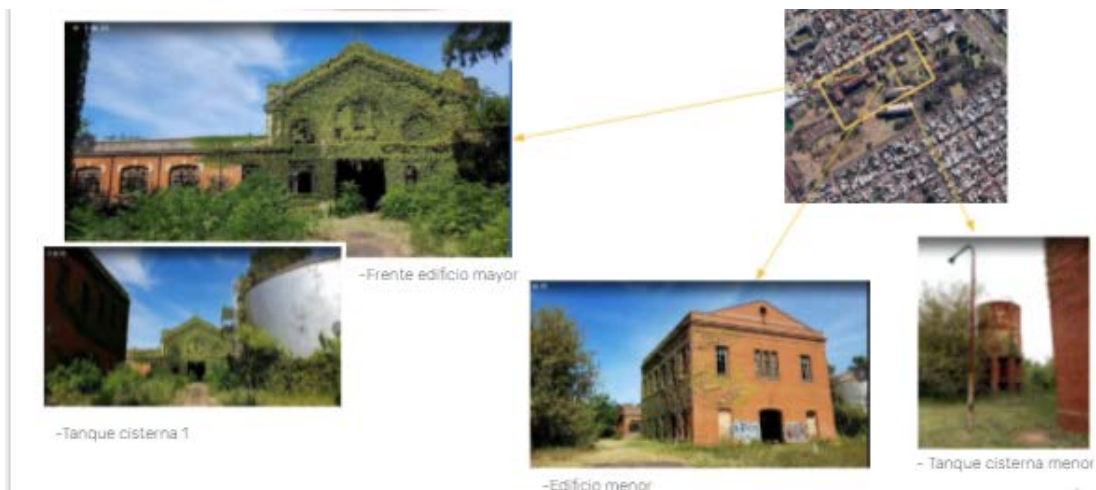 -Frente edificio mayor
-Tanque cisterna 1
-Edificio menor
- Tanque cisterna menor